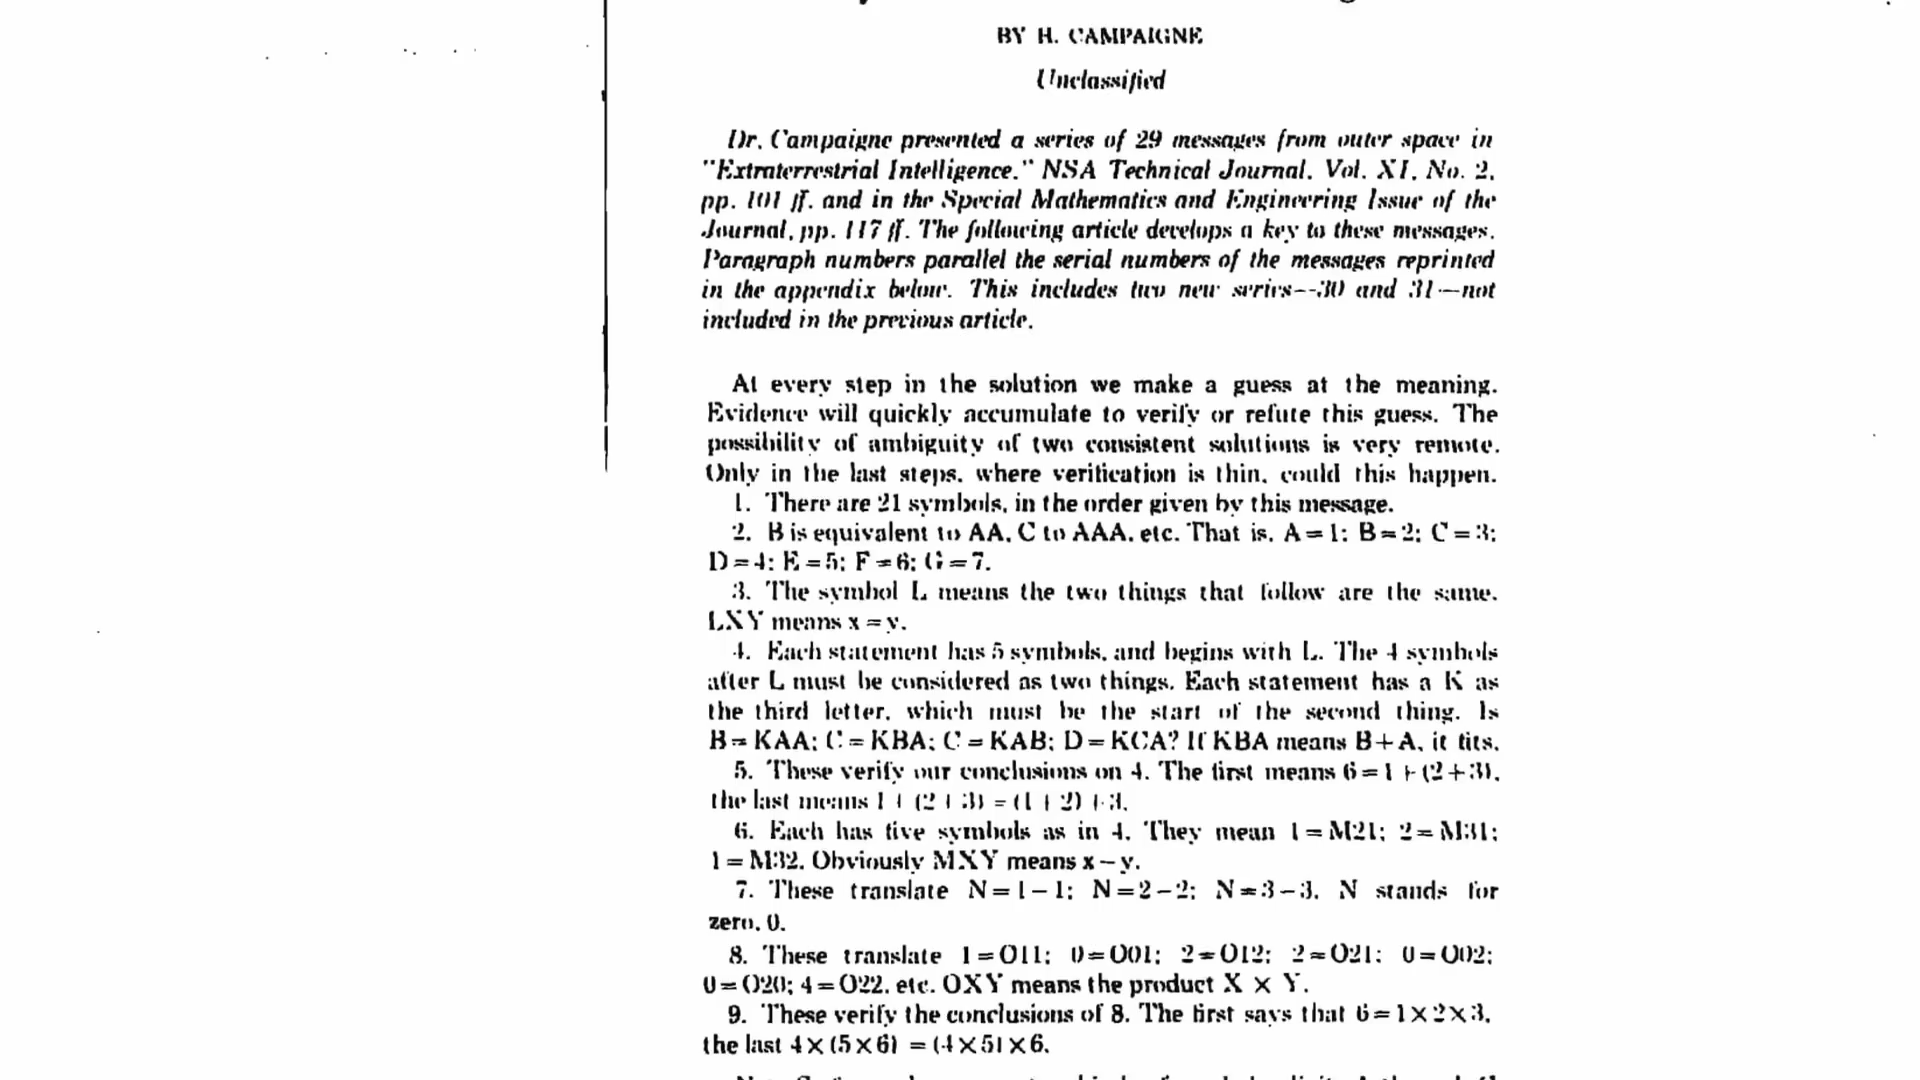 BY H. CAMPAIGNE
Unclassified
Dr. Campaigne presented a series of 29 messages from outer space in
"Extraterrestrial Intelligence." NSA Technical Journal. Vol. XI. No. 2,
pp. 101 ff. and in the Special Mathematics and Engineering Issue of the
Journal, pp. 117 ff. The following article develops a key to these messages.
Paragraph numbers parallel the serial numbers of the messages reprinted
in the appendix below. This includes two new series--30 and 31—not
included in the previous article.
At every step in the solution we make a guess at the meaning.
Evidence will quickly accumulate to verify or refute this guess. The
possibility of ambiguity of two consistent solutions is very remote.
Only in the last steps, where verification is thin, could this happen.
1. There are 21 symbols, in the order given by this message.
2. B is equivalent to AA, C to AAA, etc. That is, A = 1; B = 2; C = 3;
D = 4; E = 5; F = 6; G = 7.
3. The symbol L means the two things that follow are the same.
LXY means x = y.
4. Each statement has 5 symbols, and begins with L. The 4 symbols
after L must be considered as two things. Each statement has a K as
the third letter, which must be the start of the second thing. Is
B = KAA; C = KBA; C = KAB; D = KCA? If KBA means B + A, it fits.
5. These verify our conclusions on 4. The first means 6 = 1 + (2 + 3),
the last means 1 + (2 + 3) = (1 + 2) + 3.
6. Each has five symbols as in 4. They mean 1 = M21; 2 = M31;
1 = M32. Obviously MXY means x – y.
7. These translate N = 1 – 1; N = 2 – 2; N = 3 – 3. N stands for
zero, 0.
8. These translate 1 = O11; 0 = O01; 2 = O12; 2 = O21; 0 = O02;
0 = O20; 4 = O22, etc. OXY means the product X × Y.
9. These verify the conclusions of 8. The first says that 6 = 1 × 2 × 3,
the last 4 × (5 × 6) = (4 × 5) × 6.